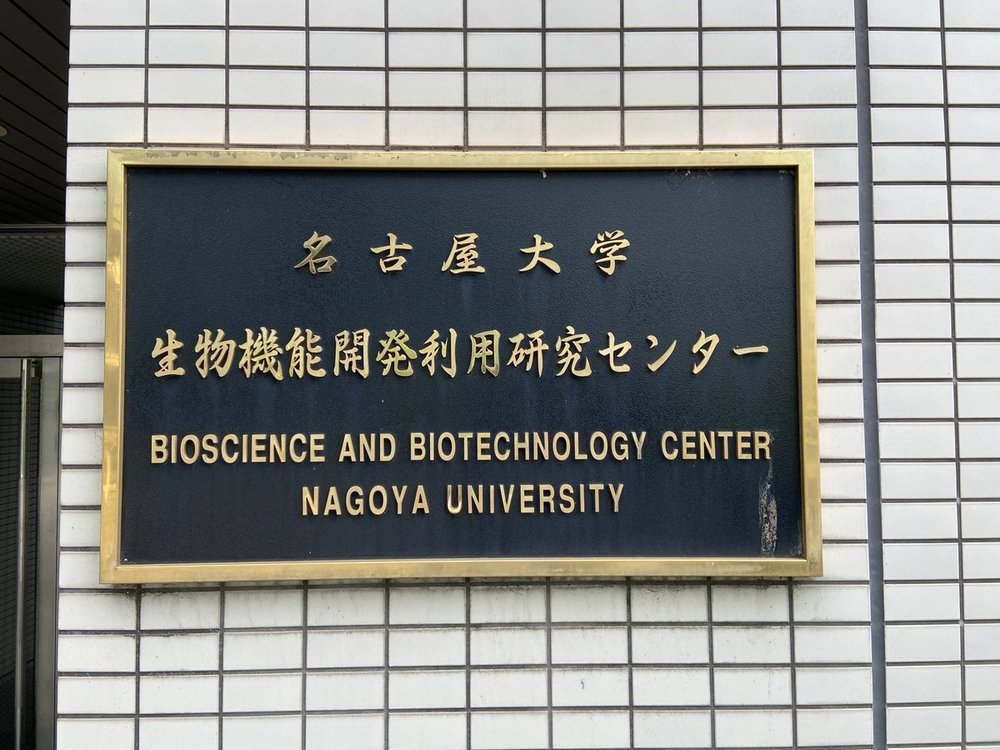 名古屋大学
生物機能開発利用研究センター
BIOSCIENCE AND BIOTECHNOLOGY CENTER
NAGOYA UNIVERSITY